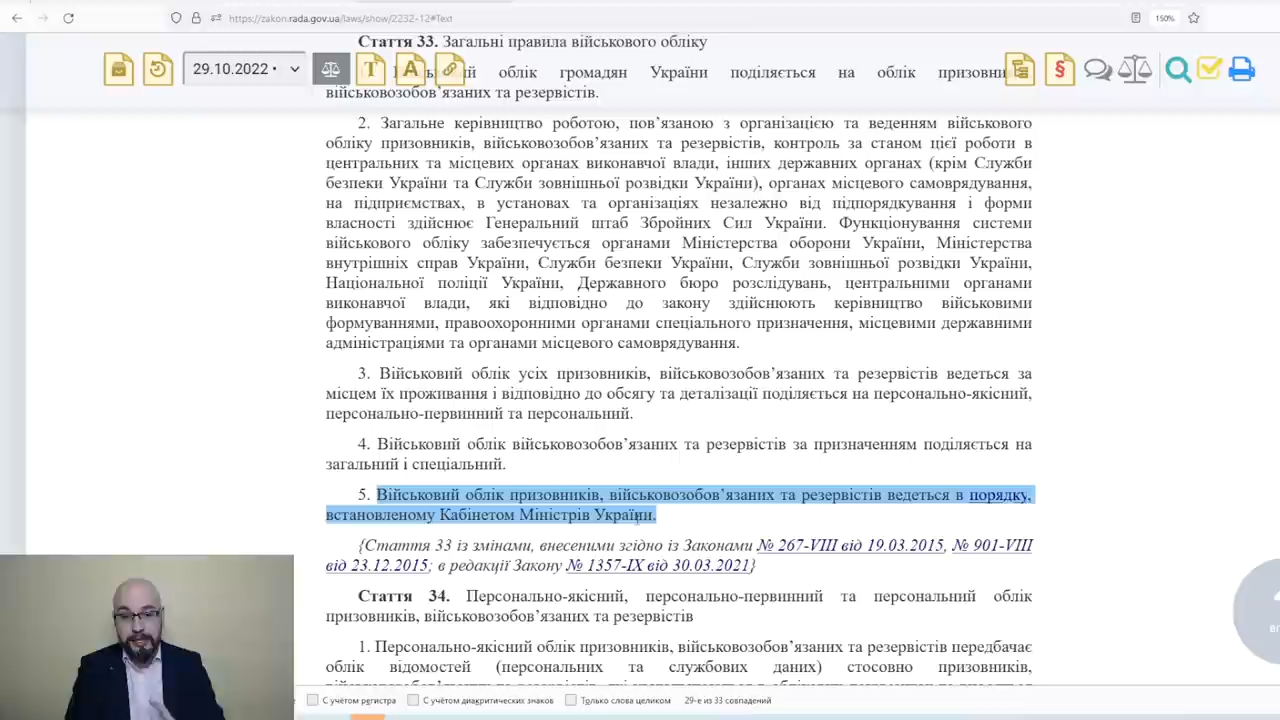 https://zakon.rada.gov.ua/laws/show/2232-12#Text
150%
Стаття 33. Загальні правила військового обліку
29.10.2022
облік громадян України поділяється на облік
військовозобов’язаних та резервістів.
2. Загальне керівництво роботою, пов’язаною з організацією та веденням військового
обліку призовників, військовозобов’язаних та резервістів, контроль за станом цієї роботи в
центральних та місцевих органах виконавчої влади, інших державних органах (крім Служби
безпеки України та Служби зовнішньої розвідки України), органах місцевого самоврядування,
на підприємствах, в установах та організаціях незалежно від підпорядкування і форми
власності здійснює Генеральний штаб Збройних Сил України. Функціонування системи
військового обліку забезпечується органами Міністерства оборони України, Міністерства
внутрішніх справ України, Служби безпеки України, Служби зовнішньої розвідки України,
Національної поліції України, Державного бюро розслідувань, центральними органами
виконавчої влади, які відповідно до закону здійснюють керівництво військовими
формуваннями, правоохоронними органами спеціального призначення, місцевими державними
адміністраціями та органами місцевого самоврядування.
3. Військовий облік усіх призовників, військовозобов’язаних та резервістів ведеться за
місцем їх проживання і відповідно до обсягу та деталізації поділяється на персонально-якісний,
персонально-первинний та персональний.
4. Військовий облік військовозобов’язаних та резервістів за призначенням поділяється на
загальний і спеціальний.
5. Військовий облік призовників, військовозобов’язаних та резервістів ведеться в порядку,
встановленому Кабінетом Міністрів України.
{Стаття 33 із змінами, внесеними згідно із Законами № 267-VIII від 19.03.2015, № 901-VIII
від 23.12.2015; в редакції Закону № 1357-IX від 30.03.2021}
Стаття 34. Персонально-якісний, персонально-первинний та персональний облік
призовників, військовозобов’язаних та резервістів
1. Персонально-якісний облік призовників, військовозобов’язаних та резервістів передбачає
облік відомостей (персональних та службових даних) стосовно призовників,
С учётом регистра С учётом диакритических знаков Только слова целиком 29-е из 33 совпадений